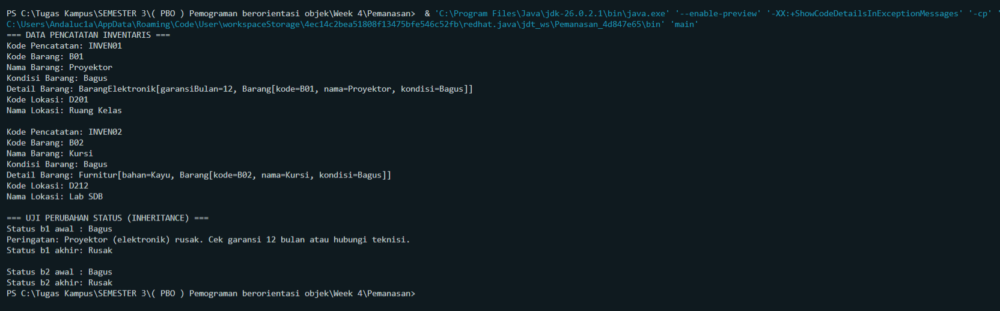 PS C:\Tugas Kampus\SEMESTER 3\( PBO ) Pemograman berorientasi objek\Week 4\Pemanasan>  & 'C:\Program Files\Java\jdk-26.0.2.1\bin\java.exe' '--enable-preview' '-XX:+ShowCodeDetailsInExceptionMessages' '-cp' '
C:\Users\Andaluc1a\AppData\Roaming\Code\User\workspaceStorage\4ec14c2bea51808f13475bfe546c52fb\redhat.java\jdt_ws\Pemanasan_4d847e65\bin' 'main'
=== DATA PENCATATAN INVENTARIS ===
Kode Pencatatan: INVEN01
Kode Barang: B01
Nama Barang: Proyektor
Kondisi Barang: Bagus
Detail Barang: BarangElektronik[garansiBulan=12, Barang[kode=B01, nama=Proyektor, kondisi=Bagus]]
Kode Lokasi: D201
Nama Lokasi: Ruang Kelas

Kode Pencatatan: INVEN02
Kode Barang: B02
Nama Barang: Kursi
Kondisi Barang: Bagus
Detail Barang: Furnitur[bahan=Kayu, Barang[kode=B02, nama=Kursi, kondisi=Bagus]]
Kode Lokasi: D212
Nama Lokasi: Lab SDB

=== UJI PERUBAHAN STATUS (INHERITANCE) ===
Status b1 awal : Bagus
Peringatan: Proyektor (elektronik) rusak. Cek garansi 12 bulan atau hubungi teknisi.
Status b1 akhir: Rusak

Status b2 awal : Bagus
Status b2 akhir: Rusak
PS C:\Tugas Kampus\SEMESTER 3\( PBO ) Pemograman berorientasi objek\Week 4\Pemanasan>